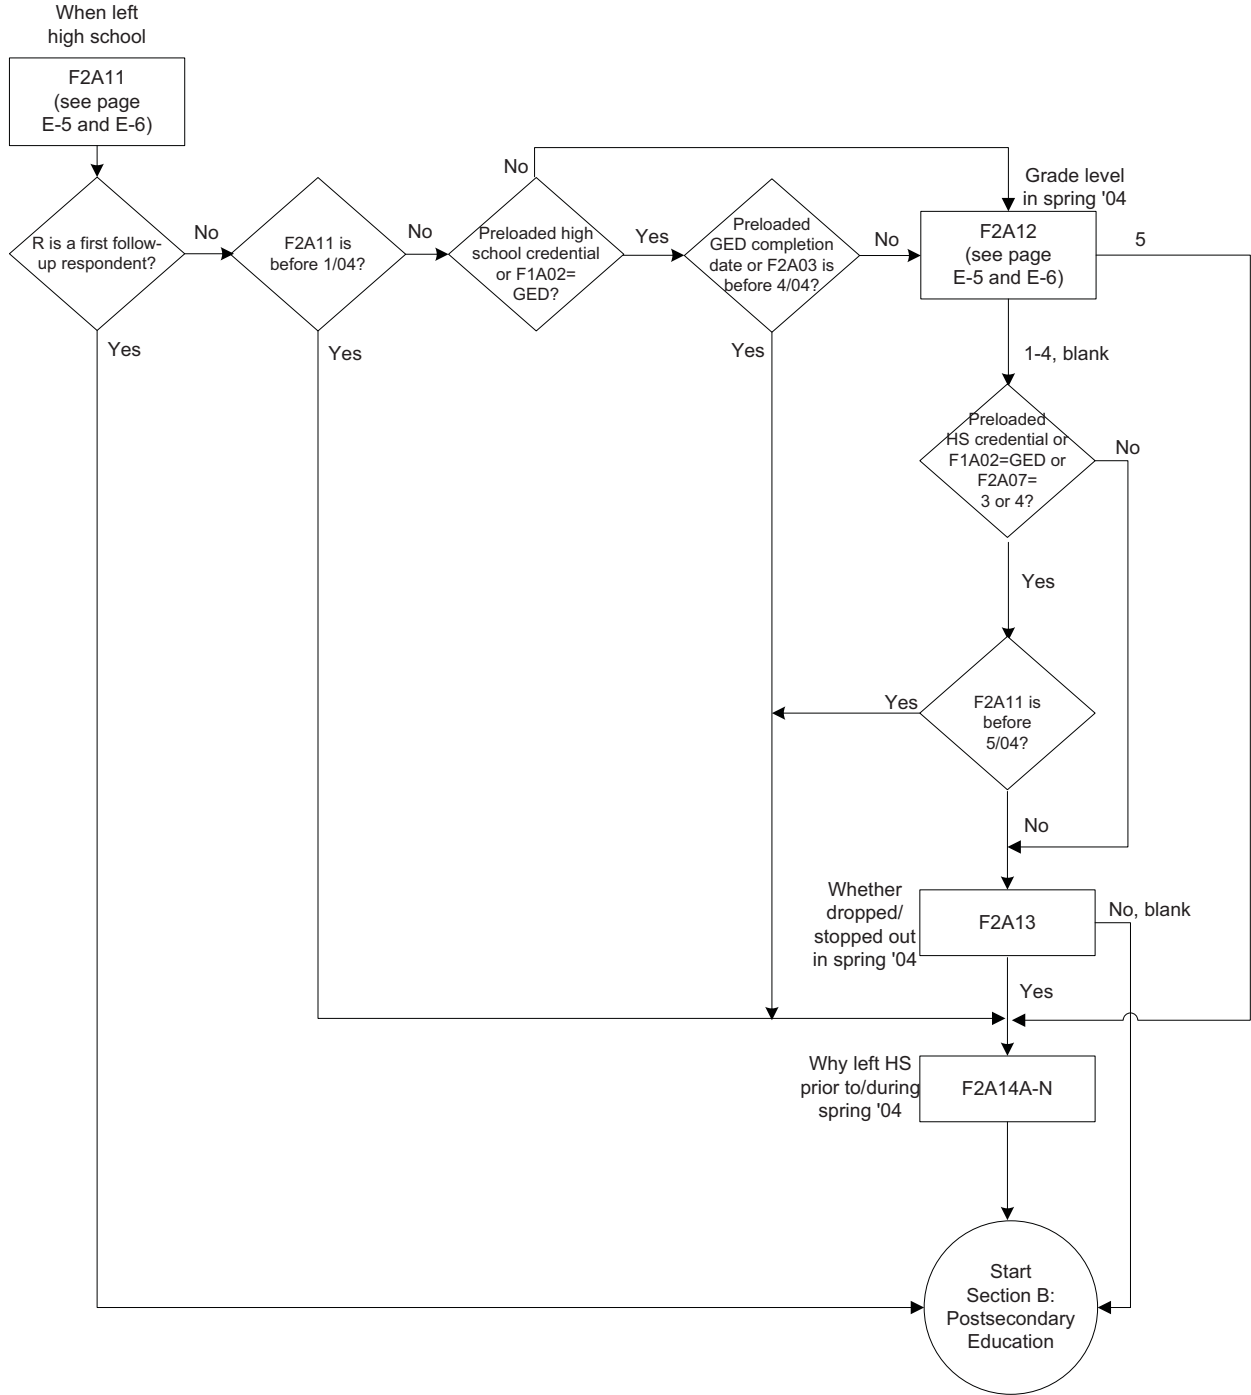 When left
high school
F2A11
(see page
E-5 and E-6)
R is a first follow-
up respondent?
No
Yes
F2A11 is
before 1/04?
No
Yes
No
Preloaded high
school credential
or F1A02=
GED?
Yes
Preloaded
GED completion
date or F2A03 is
before 4/04?
No
Yes
Grade level
in spring '04
F2A12
(see page
E-5 and E-6)
5
1-4, blank
Preloaded
HS credential or
F1A02=GED or
F2A07=
3 or 4?
No
Yes
F2A11 is
before
5/04?
Yes
No
Whether
dropped/
stopped out
in spring '04
F2A13
No, blank
Yes
Why left HS
prior to/during
spring '04
F2A14A-N
Start
Section B:
Postsecondary
Education